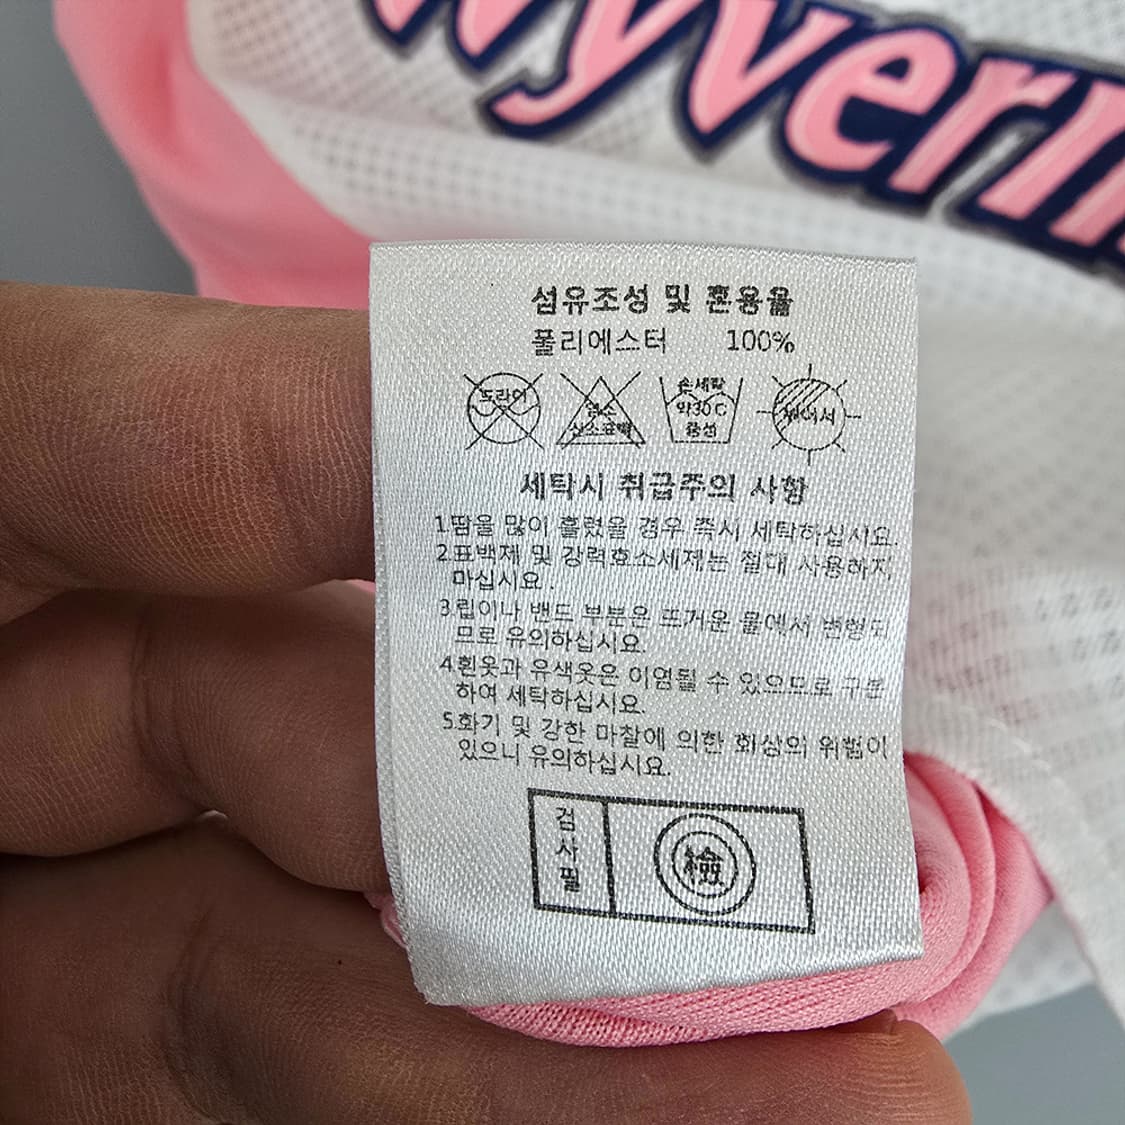 Wyvern
섬유조성 및 혼용율
폴리에스터 100%
드라이
염소
산소표백
손세탁
약30℃
중성
뉘어서
세탁시 취급주의 사항
1.땀을 많이 흘렸을 경우 즉시 세탁하십시요.
2.표백제 및 강력효소세제는 절대 사용하지
마십시요.
3.립이나 밴드 부분은 뜨거운 물에서 변형되
므로 유의하십시요.
4.흰옷과 유색옷은 이염될 수 있으므로 구분
하여 세탁하십시요.
5.화기 및 강한 마찰에 의한 화상의 위험이
있으니 유의하십시요.
검사필
檢